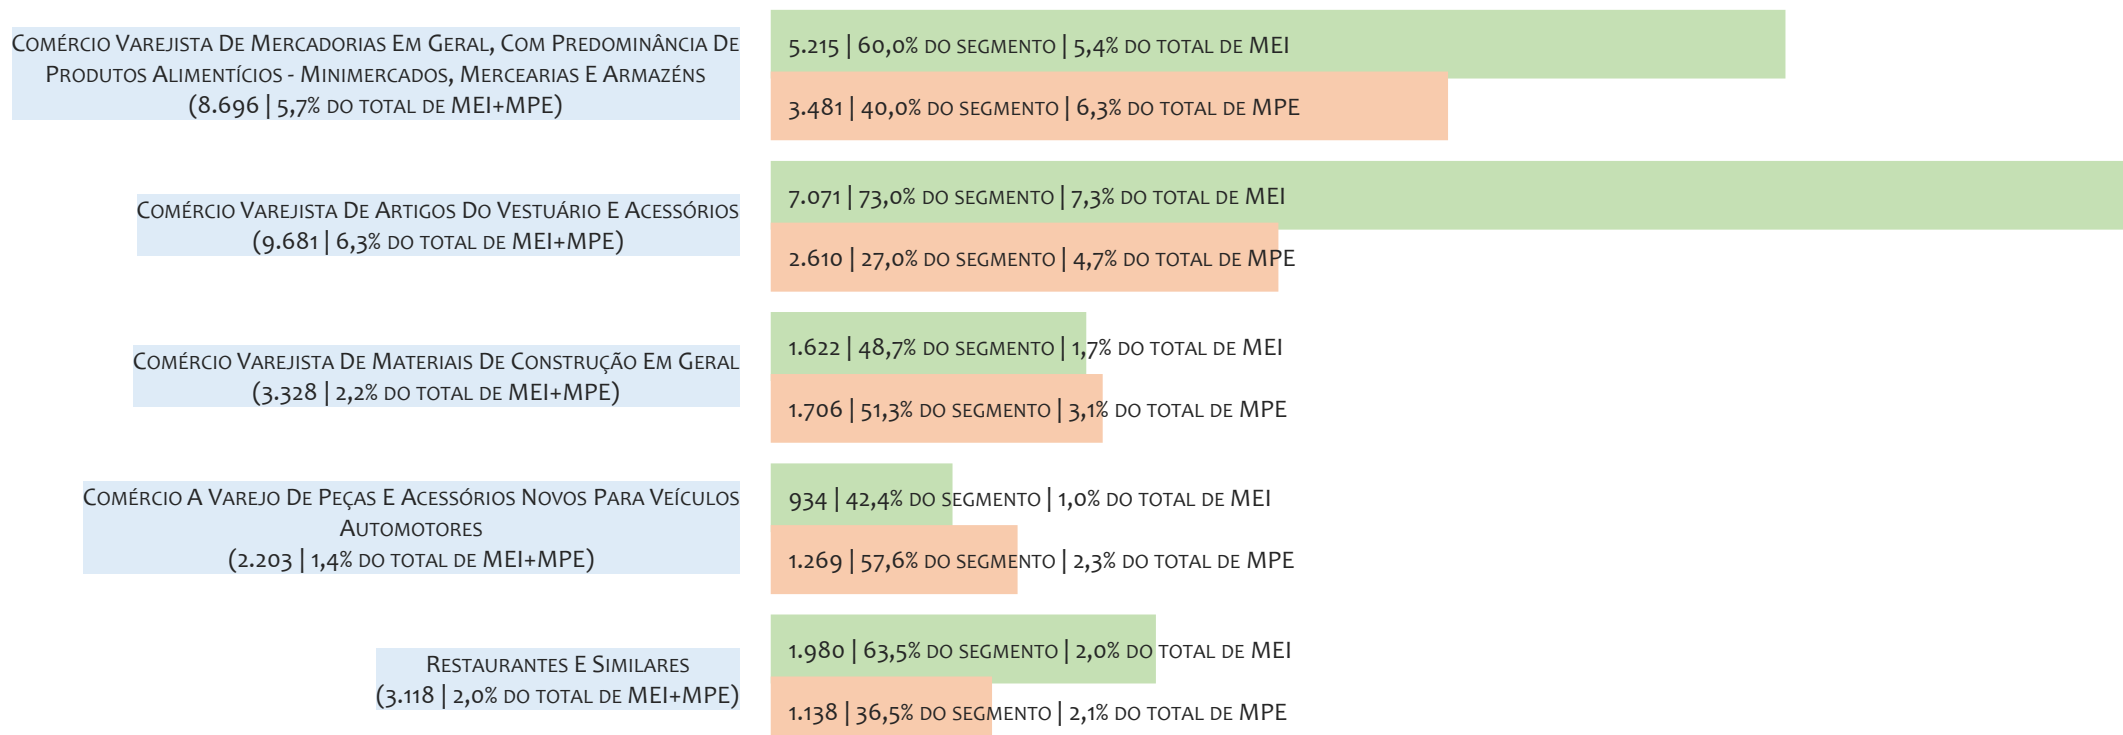 Comércio Varejista De Mercadorias Em Geral, Com Predominância De
Produtos Alimentícios - Minimercados, Mercearias E Armazéns
(8.696 | 5,7% do total de MEI+MPE)
5.215 | 60,0% do segmento | 5,4% do total de MEI
3.481 | 40,0% do segmento | 6,3% do total de MPE
Comércio Varejista De Artigos Do Vestuário E Acessórios
(9.681 | 6,3% do total de MEI+MPE)
7.071 | 73,0% do segmento | 7,3% do total de MEI
2.610 | 27,0% do segmento | 4,7% do total de MPE
Comércio Varejista De Materiais De Construção Em Geral
(3.328 | 2,2% do total de MEI+MPE)
1.622 | 48,7% do segmento | 1,7% do total de MEI
1.706 | 51,3% do segmento | 3,1% do total de MPE
Comércio A Varejo De Peças E Acessórios Novos Para Veículos
Automotores
(2.203 | 1,4% do total de MEI+MPE)
934 | 42,4% do segmento | 1,0% do total de MEI
1.269 | 57,6% do segmento | 2,3% do total de MPE
Restaurantes E Similares
(3.118 | 2,0% do total de MEI+MPE)
1.980 | 63,5% do segmento | 2,0% do total de MEI
1.138 | 36,5% do segmento | 2,1% do total de MPE